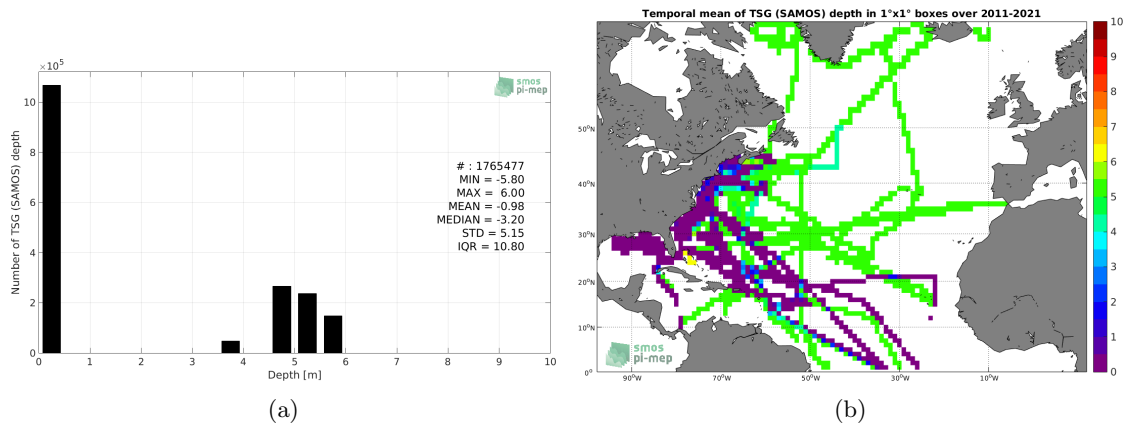 ×10⁵
10
8
6
4
2
0
Number of TSG (SAMOS) depth
smos
pi-mep
# : 1765477
MIN = -5.80
MAX = 6.00
MEAN = -0.98
MEDIAN = -3.20
STD = 5.15
IQR = 10.80
0 1 2 3 4 5 6 7 8 9 10
Depth [m]
(a)
Temporal mean of TSG (SAMOS) depth in 1°x1° boxes over 2011-2021
50°N
40°N
30°N
20°N
10°N
0°
90°W 70°W 50°W 30°W 10°W
smos
pi-mep
10
9
8
7
6
5
4
3
2
1
0
(b)